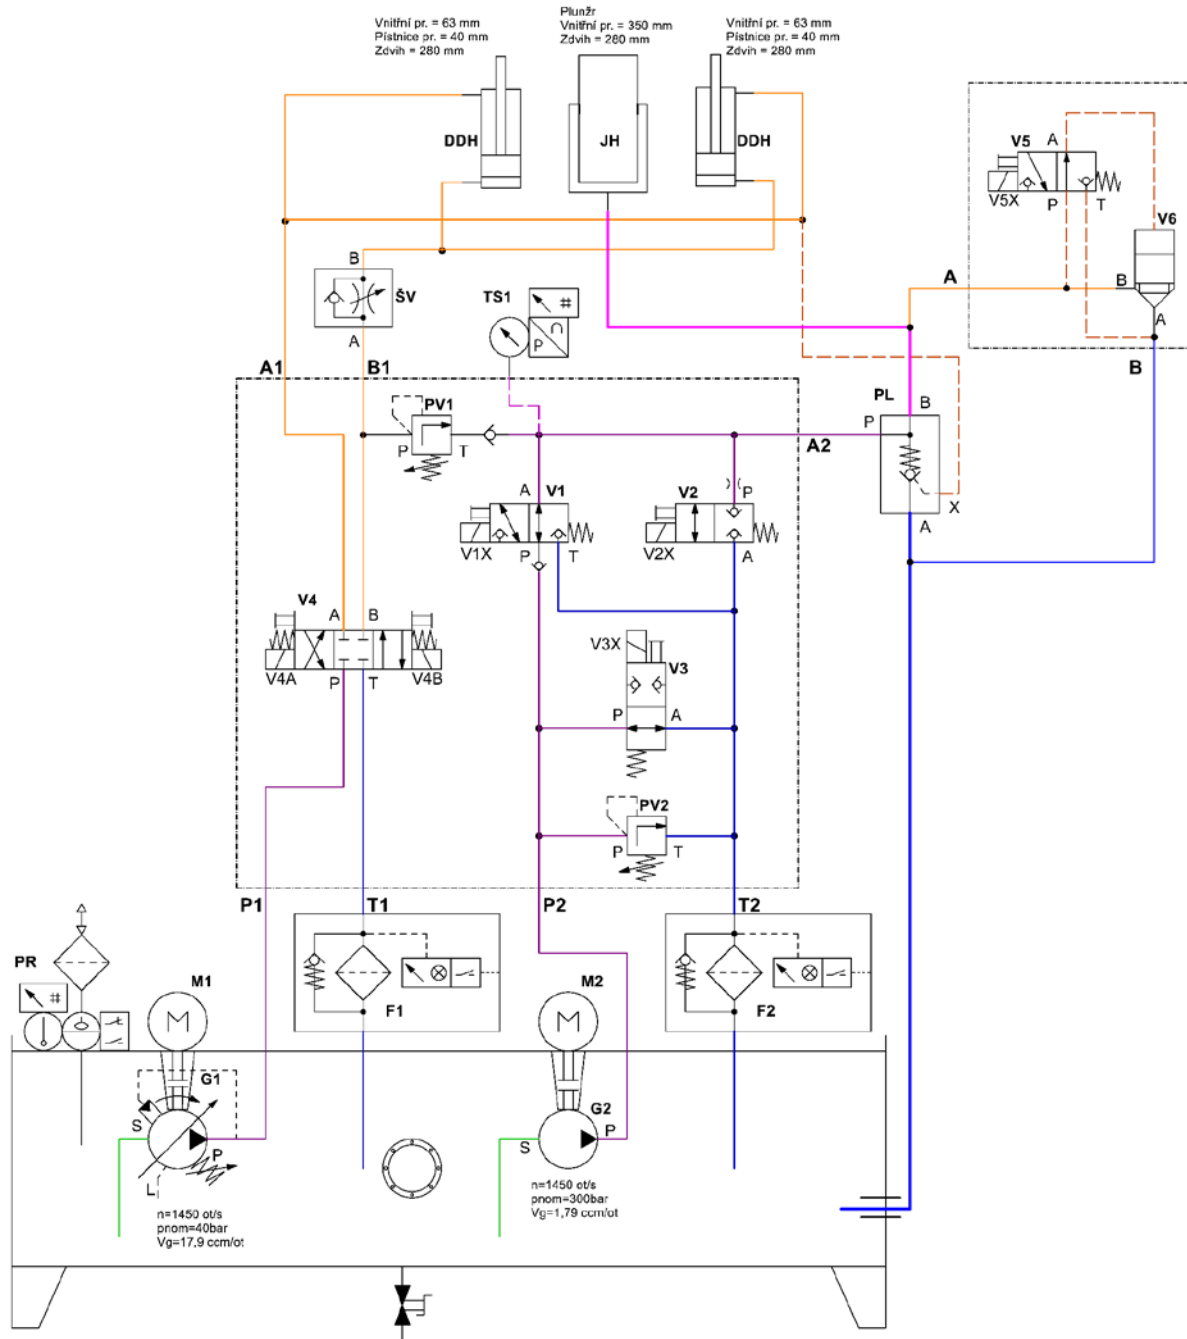 Vnitřní pr. = 63 mm
Pístnice pr. = 40 mm
Zdvih = 280 mm
Plunžr
Vnitřní pr. = 350 mm
Zdvih = 280 mm
Vnitřní pr. = 63 mm
Pístnice pr. = 40 mm
Zdvih = 280 mm
DDH
JH
DDH
V5
A
V5X
P
T
V6
B
A
A
B
B
ŠV
A
TS1
#
P
A1
B1
PV1
P
T
A2
PL
B
P
X
A
A
V1
V1X
P
T
V2
P
V2X
A
V4
A
B
V4A
P
T
V4B
V3X
V3
P
A
PV2
P
T
P1
T1
P2
T2
PR
#
M1
M
F1
M2
M
F2
G1
S
P
L
n=1450 ot/s
pnom=40bar
Vg=17,9 ccm/ot
G2
S
P
n=1450 ot/s
pnom=300bar
Vg=1,79 ccm/ot